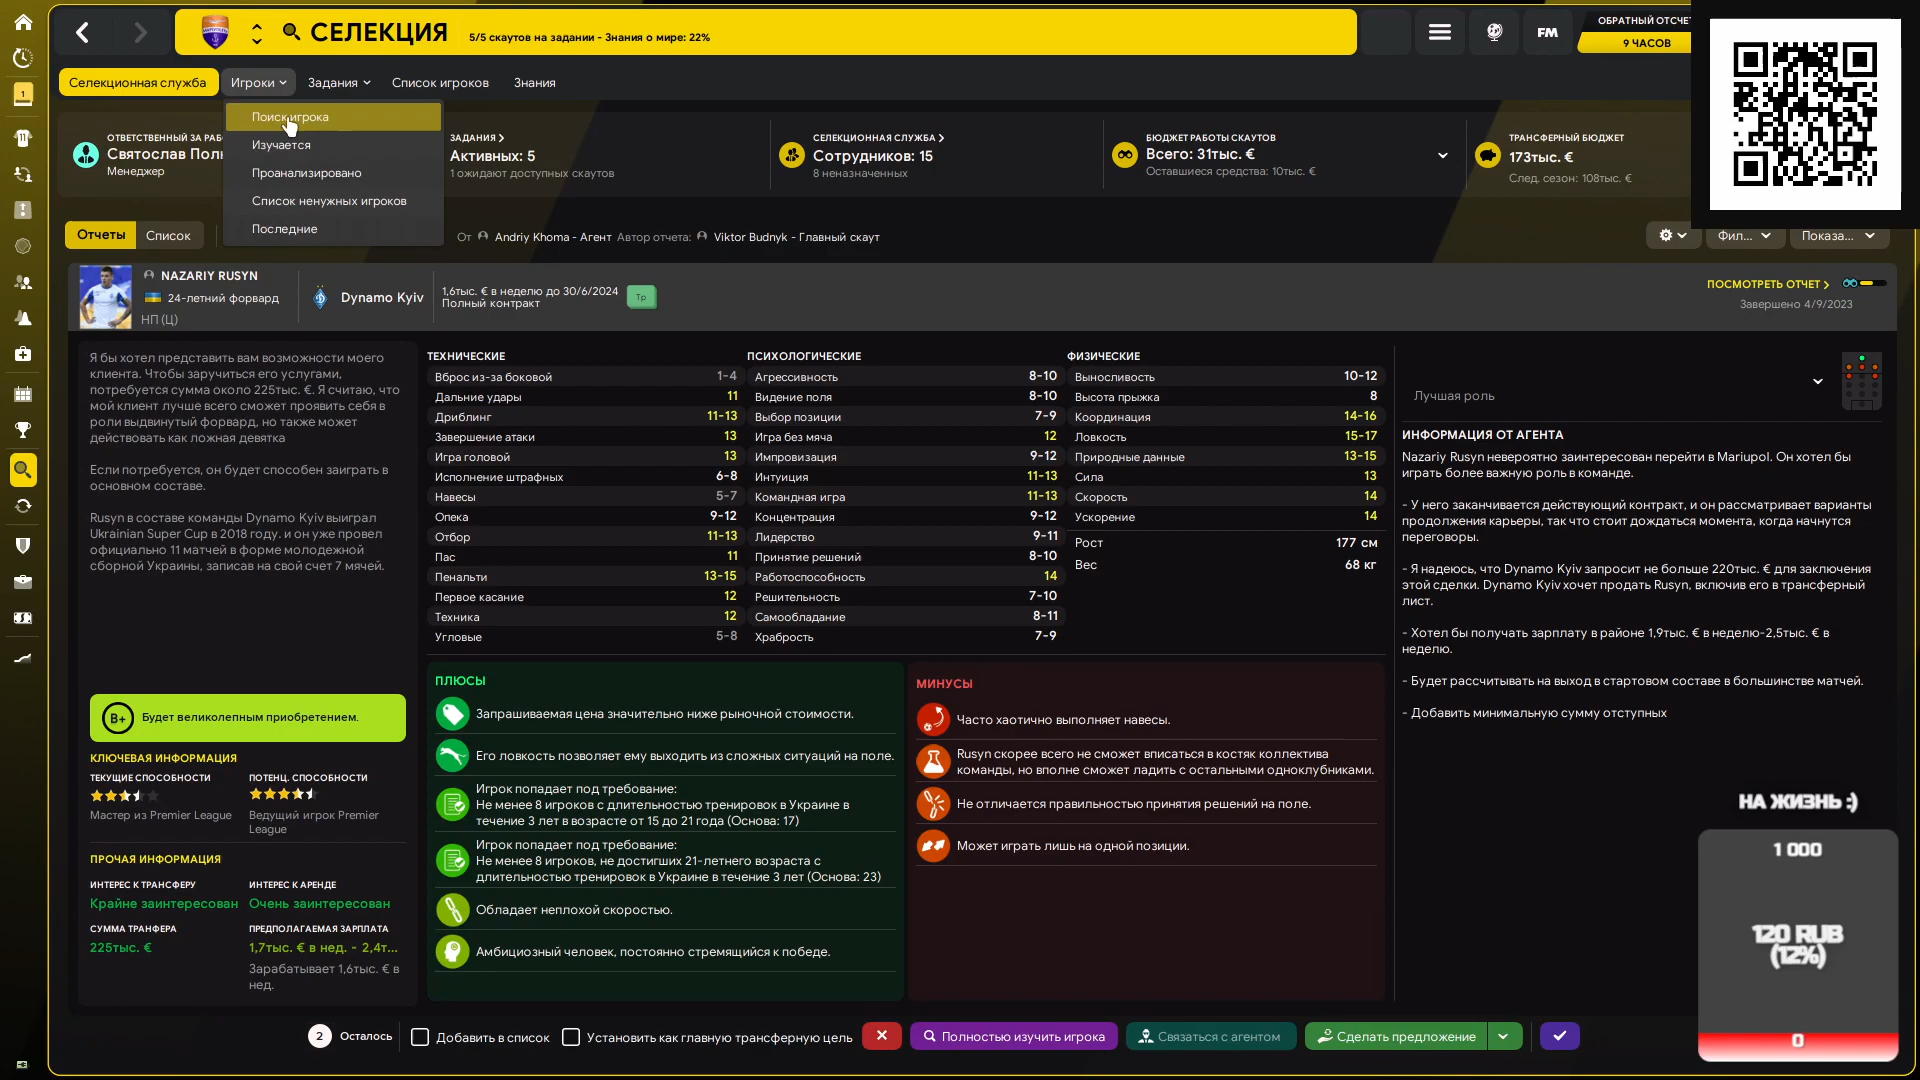 СЕЛЕКЦИЯ
5/5 скаутов на задании - Знания о мире: 22%
FM
9 ЧАСОВ
Селекционная служба
Игроки
Задания
Список игроков
Знания
Поиск игрока
Изучается
Проанализировано
Список ненужных игроков
Последние
Святослав
Менеджер
ЗАДАНИЯ
Активных: 5
1 ожидают доступных скаутов
СЕЛЕКЦИОННАЯ СЛУЖБА
Сотрудников: 15
8 неназначенных
БЮДЖЕТ РАБОТЫ СКАУТОВ
Всего: 31тыс. €
Оставшиеся средства: 10тыс. €
ТРАНСФЕРНЫЙ БЮДЖЕТ
173тыс. €
След. сезон: 108тыс. €
Отчеты
Список
От Andriy Khoma - Агент Автор отчета: Viktor Budnyk - Главный скаут
Фил...
Показа...
NAZARIY RUSYN
24-летний форвард
НП (Ц)
Dynamo Kyiv
1,6тыс. € в неделю до 30/6/2024
Полный контракт
Тр
ПОСМОТРЕТЬ ОТЧЕТ
Завершено 4/9/2023
Я бы хотел представить вам возможности моего
клиента. Чтобы заручиться его услугами,
потребуется сумма около 225тыс. €. Я считаю, что
мой клиент лучше всего сможет проявить себя в
роли выдвинутый форвард, но также может
действовать как ложная девятка
Если потребуется, он будет способен заиграть в
основном составе.
Rusyn в составе команды Dynamo Kyiv выиграл
Ukrainian Super Cup в 2018 году. и он уже провел
официально 11 матчей в форме молодежной
сборной Украины, записав на свой счет 7 мячей.
B+ Будет великолепным приобретением.
КЛЮЧЕВАЯ ИНФОРМАЦИЯ
ТЕКУЩИЕ СПОСОБНОСТИ
Мастер из Premier League
ПОТЕНЦ. СПОСОБНОСТИ
Ведущий игрок Premier
League
ПРОЧАЯ ИНФОРМАЦИЯ
ИНТЕРЕС К ТРАНСФЕРУ
Крайне заинтересован
ИНТЕРЕС К АРЕНДЕ
Очень заинтересован
СУММА ТРАНФЕРА
225тыс. €
ПРЕДПОЛАГАЕМАЯ ЗАРПЛАТА
1,7тыс. € в нед. - 2,4т...
Зарабатывает 1,6тыс. € в
нед.
ТЕХНИЧЕСКИЕ
Вброс из-за боковой 1-4
Дальние удары 11
Дриблинг 11-13
Завершение атаки 13
Игра головой 13
Исполнение штрафных 6-8
Навесы 5-7
Опека 9-12
Отбор 11-13
Пас 11
Пенальти 13-15
Первое касание 12
Техника 12
Угловые 5-8
ПСИХОЛОГИЧЕСКИЕ
Агрессивность 8-10
Видение поля 8-10
Выбор позиции 7-9
Игра без мяча 12
Импровизация 9-12
Интуиция 11-13
Командная игра 11-13
Концентрация 9-12
Лидерство 9-11
Принятие решений 8-10
Работоспособность 14
Решительность 7-10
Самообладание 8-11
Храбрость 7-9
ФИЗИЧЕСКИЕ
Выносливость 10-12
Высота прыжка 8
Координация 14-16
Ловкость 15-17
Природные данные 13-15
Сила 13
Скорость 14
Ускорение 14
Рост 177 см
Вес 68 кг
ПЛЮСЫ
Запрашиваемая цена значительно ниже рыночной стоимости.
Его ловкость позволяет ему выходить из сложных ситуаций на поле.
Игрок попадает под требование:
Не менее 8 игроков с длительностью тренировок в Украине в
течение 3 лет в возрасте от 15 до 21 года (Основа: 17)
Игрок попадает под требование:
Не менее 8 игроков, не достигших 21-летнего возраста с
длительностью тренировок в Украине в течение 3 лет (Основа: 23)
Обладает неплохой скоростью.
Амбициозный человек, постоянно стремящийся к победе.
МИНУСЫ
Часто хаотично выполняет навесы.
Rusyn скорее всего не сможет вписаться в костяк коллектива
команды, но вполне сможет ладить с остальными одноклубниками.
Не отличается правильностью принятия решений на поле.
Может играть лишь на одной позиции.
Лучшая роль
ИНФОРМАЦИЯ ОТ АГЕНТА
Nazariy Rusyn невероятно заинтересован перейти в Mariupol. Он хотел бы
играть более важную роль в команде.
- У него заканчивается действующий контракт, и он рассматривает варианты
продолжения карьеры, так что стоит дождаться момента, когда начнутся
переговоры.
- Я надеюсь, что Dynamo Kyiv запросит не больше 220тыс. € для заключения
этой сделки. Dynamo Kyiv хочет продать Rusyn, включив его в трансферный
лист.
- Хотел бы получать зарплату в районе 1,9тыс. € в неделю-2,5тыс. € в
неделю.
- Будет рассчитывать на выход в стартовом составе в большинстве матчей.
- Добавить минимальную сумму отступных
НА ЖИЗНЬ :)
1 000
120 RUB
(12%)
0
2 Осталось
Добавить в список
Установить как главную трансферную цель
Полностью изучить игрока
Связаться с агентом
Сделать предложение